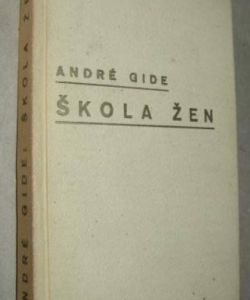 ANDRÉ GIDE
ŠKOLA ŽEN
ANDRÉ GIDE: ŠKOLA Ž